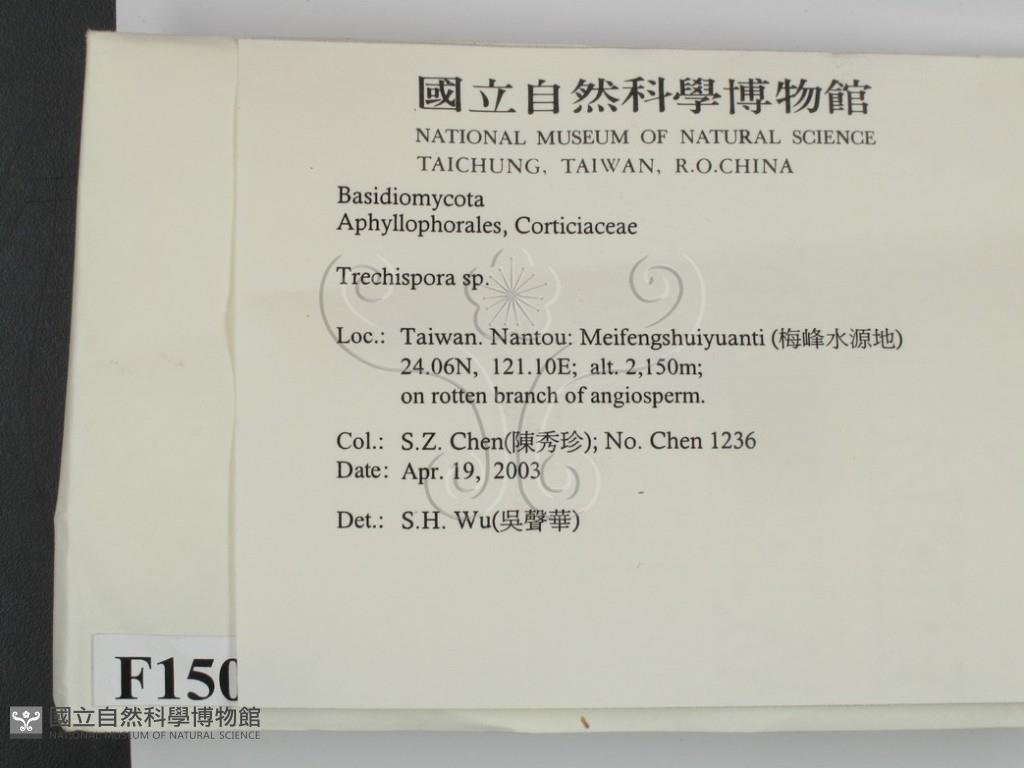 國立自然科學博物館
NATIONAL MUSEUM OF NATURAL SCIENCE
TAICHUNG, TAIWAN, R.O.CHINA
Basidiomycota
Aphyllophorales, Corticiaceae
Trechispora sp.
Loc.: Taiwan. Nantou: Meifengshuiyuanti (梅峰水源地)
24.06N, 121.10E; alt. 2,150m;
on rotten branch of angiosperm.
Col.: S.Z. Chen(陳秀珍); No. Chen 1236
Date: Apr. 19, 2003
Det.: S.H. Wu(吳聲華)
F150
國立自然科學博物館
NATIONAL MUSEUM OF NATURAL SCIENCE